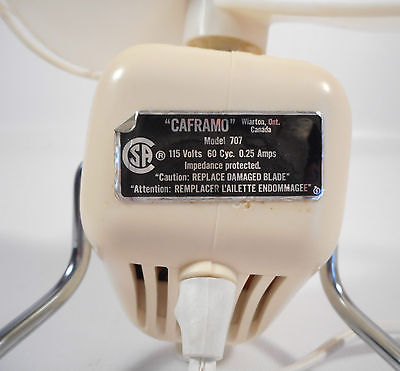 "CAFRAMO" Wiarton, Ont. Canada
Model 707
CSA ® 115 Volts 60 Cyc. 0.25 Amps
Impedance protected.
"Caution: REPLACE DAMAGED BLADE"
"Attention: REMPLACER L'AILETTE ENDOMMAGEE"